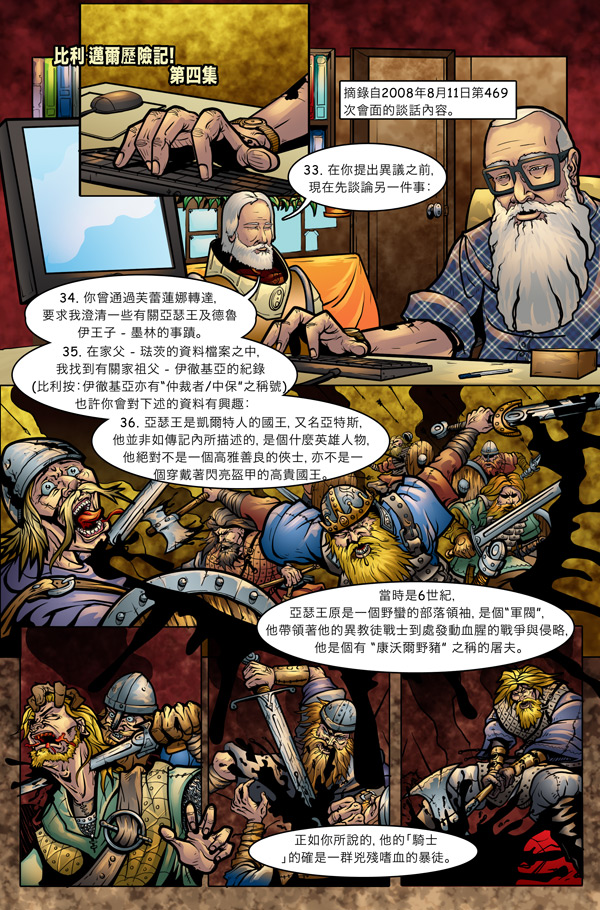 比利 邁爾歷險記!
第四集
摘錄自2008年8月11日第469
次會面的談話內容。
33. 在你提出異議之前,
現在先談論另一件事:
34. 你曾通過芙蕾蓮娜轉達,
要求我澄清一些有關亞瑟王及德魯
伊王子 - 墨林的事蹟。
35. 在家父 - 琺茨的資料檔案之中,
我找到有關家祖父 - 伊徹基亞的紀錄
(比利按:伊徹基亞亦有“仲裁者/中保”之稱號)
也許你會對下述的資料有興趣:
36. 亞瑟王是凱爾特人的國王, 又名亞特斯,
他並非如傳記內所描述的, 是個什麼英雄人物,
他絕對不是一個高雅善良的俠士, 亦不是一
個穿戴著閃亮盔甲的高貴國王。
當時是6世紀,
亞瑟王原是一個野蠻的部落領袖, 是個“軍閥”,
他帶領著他的異教徒戰士到處發動血腥的戰爭與侵略,
他是個有 “康沃爾野豬” 之稱的屠夫。
正如你所說的, 他的「騎士
」的確是一群兇殘嗜血的暴徒。